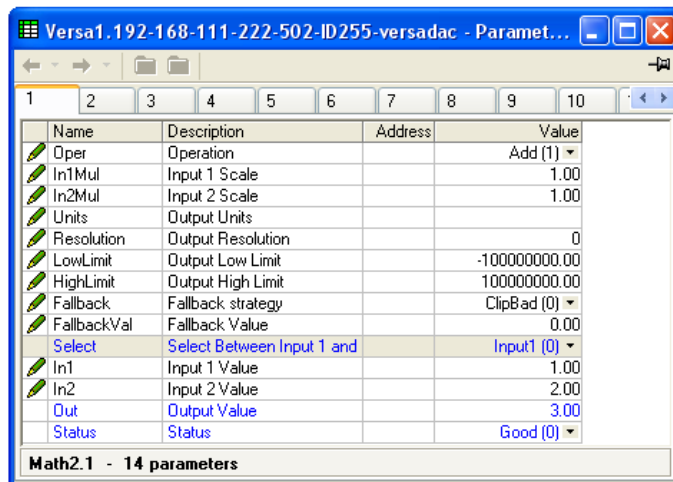 Versa1.192-168-111-222-502-ID255-versadac - Paramet...
1 2 3 4 5 6 7 8 9 10
Name Description Address Value
Oper Operation Add (1)
In1Mul Input 1 Scale 1.00
In2Mul Input 2 Scale 1.00
Units Output Units
Resolution Output Resolution 0
LowLimit Output Low Limit -100000000.00
HighLimit Output High Limit 100000000.00
Fallback Fallback strategy ClipBad (0)
FallbackVal Fallback Value 0.00
Select Select Between Input 1 and Input1 (0)
In1 Input 1 Value 1.00
In2 Input 2 Value 2.00
Out Output Value 3.00
Status Status Good (0)
Math2.1 - 14 parameters